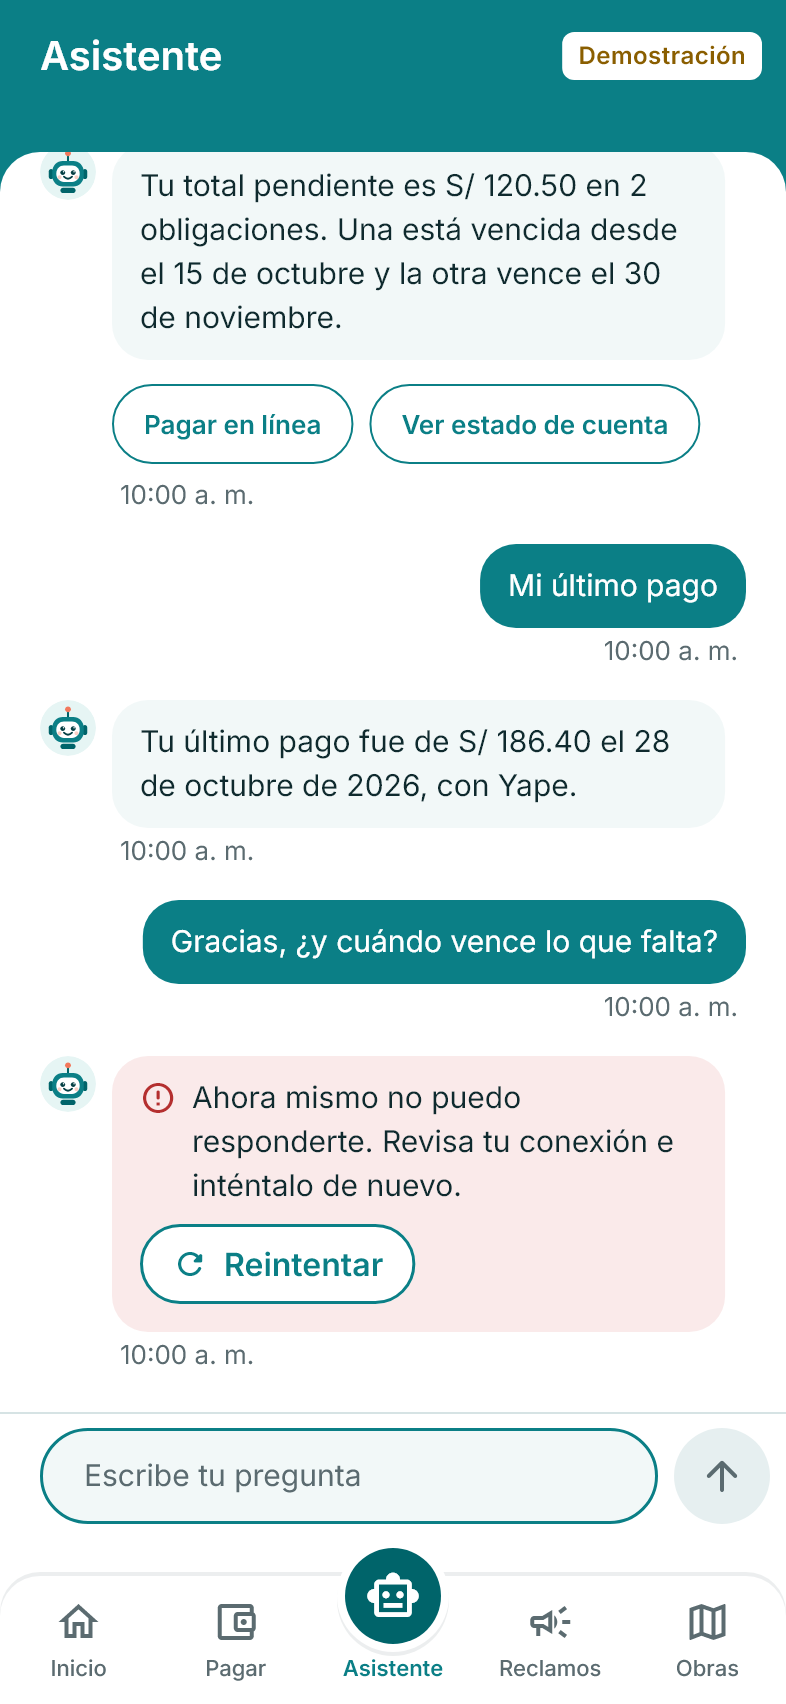 Asistente
Demostración
Tu total pendiente es S/ 120.50 en 2
obligaciones. Una está vencida desde
el 15 de octubre y la otra vence el 30
de noviembre.
Pagar en línea
Ver estado de cuenta
10:00 a. m.
Mi último pago
10:00 a. m.
Tu último pago fue de S/ 186.40 el 28
de octubre de 2026, con Yape.
10:00 a. m.
Gracias, ¿y cuándo vence lo que falta?
10:00 a. m.
Ahora mismo no puedo
responderte. Revisa tu conexión e
inténtalo de nuevo.
Reintentar
10:00 a. m.
Escribe tu pregunta
Inicio
Pagar
Asistente
Reclamos
Obras